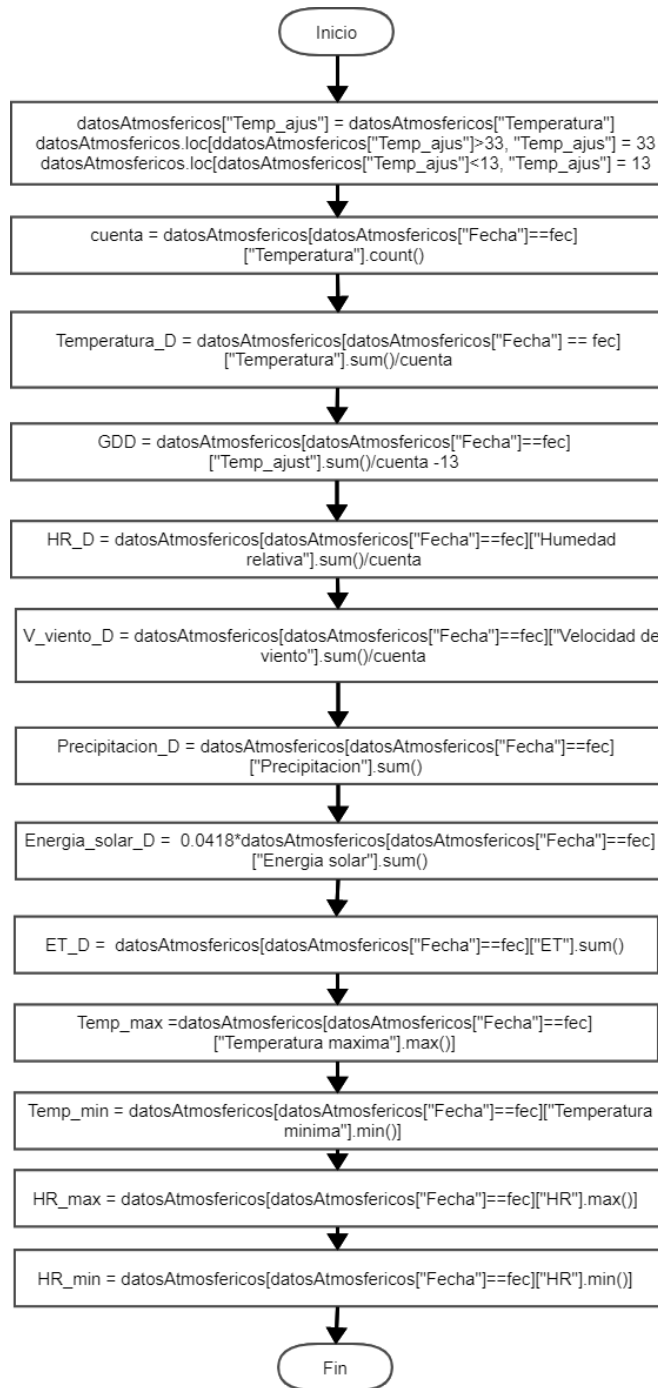 Inicio
datosAtmosfericos["Temp_ajus"] = datosAtmosfericos["Temperatura"]
datosAtmosfericos.loc[ddatosAtmosfericos["Temp_ajus"]>33, "Temp_ajus"] = 33
datosAtmosfericos.loc[datosAtmosfericos["Temp_ajus"]<13, "Temp_ajus"] = 13
cuenta = datosAtmosfericos[datosAtmosfericos["Fecha"]==fec]
["Temperatura"].count()
Temperatura_D = datosAtmosfericos[datosAtmosfericos["Fecha"] == fec]
["Temperatura"].sum()/cuenta
GDD = datosAtmosfericos[datosAtmosfericos["Fecha"]==fec]
["Temp_ajust"].sum()/cuenta -13
HR_D = datosAtmosfericos[datosAtmosfericos["Fecha"]==fec]["Humedad
relativa"].sum()/cuenta
V_viento_D = datosAtmosfericos[datosAtmosfericos["Fecha"]==fec]["Velocidad de
viento"].sum()/cuenta
Precipitacion_D = datosAtmosfericos[datosAtmosfericos["Fecha"]==fec]
["Precipitacion"].sum()
Energia_solar_D =  0.0418*datosAtmosfericos[datosAtmosfericos["Fecha"]==fec]
["Energia solar"].sum()
ET_D =  datosAtmosfericos[datosAtmosfericos["Fecha"]==fec]["ET"].sum()
Temp_max =datosAtmosfericos[datosAtmosfericos["Fecha"]==fec]
["Temperatura maxima"].max()]
Temp_min = datosAtmosfericos[datosAtmosfericos["Fecha"]==fec]["Temperatura
minima"].min()]
HR_max = datosAtmosfericos[datosAtmosfericos["Fecha"]==fec]["HR"].max()]
HR_min = datosAtmosfericos[datosAtmosfericos["Fecha"]==fec]["HR"].min()]
Fin